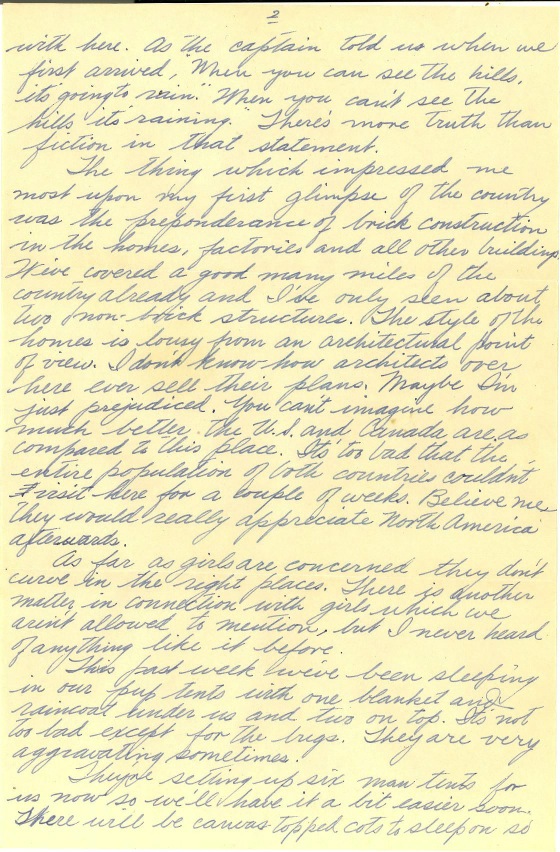 2
with here. As the captain told us when we
first arrived, "When you can see the hills,
its going to rain." When you can't see the
hills its raining." There's more truth than
fiction in that statement.
The thing which impressed me
most upon my first glimpse of the country
was the preponderance of brick construction
in the homes, factories and all other buildings.
We've covered a good many miles of the
country already and I've only seen about
two non-brick structures. The style of the
homes is lousy from an architectural point
of view. I don't know how architects over
here ever sell their plans. Maybe I'm
just prejudiced. You can't imagine how
much better the U.S. and Canada are as
compared to this place. Its too bad that the
entire population of both countries couldn't
visit here for a couple of weeks. Believe me
they would really appreciate North America
afterwards.
As far as girls are concerned they don't
curve in the right places. There is another
matter in connection with girls which we
aren't allowed to mention, but I never heard
of anything like it before.
This past week we've been sleeping
in our pup tents with one blanket and
raincoat under us and two on top. Its not
too bad except for the bugs. They are very
aggravating sometimes.
They're setting up six man tents for
us now so we'll have it a bit easier soon.
There will be canvas topped cots to sleep on so